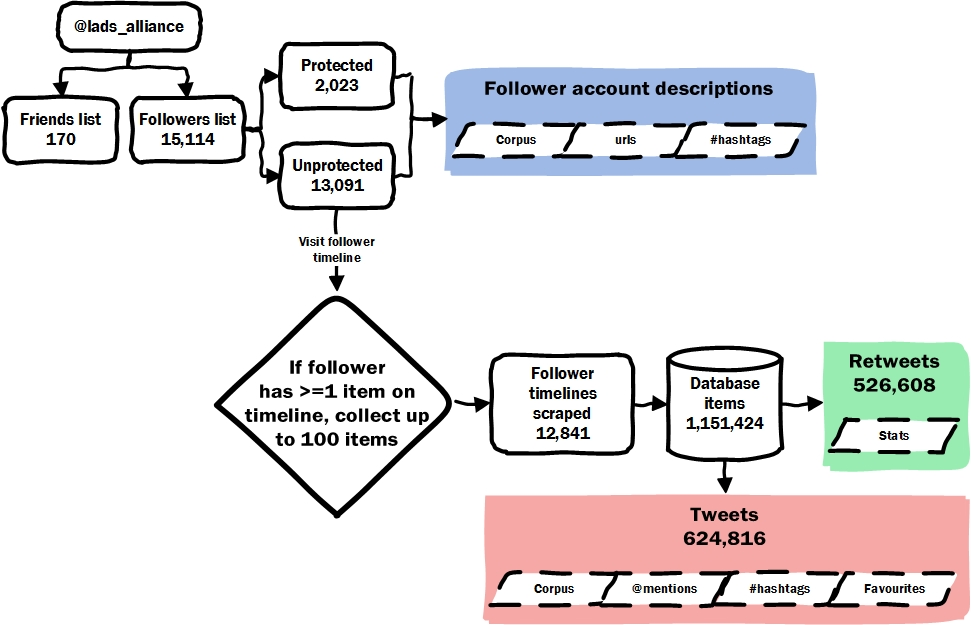 @lads_alliance
Friends list
170
Followers list
15,114
Protected
2,023
Unprotected
13,091
Follower account descriptions
Corpus
urls
#hashtags
Visit follower
timeline
If follower
has >=1 item on
timeline, collect up
to 100 items
Follower
timelines
scraped
12,841
Database
items
1,151,424
Retweets
526,608
Stats
Tweets
624,816
Corpus
@mentions
#hashtags
Favourites